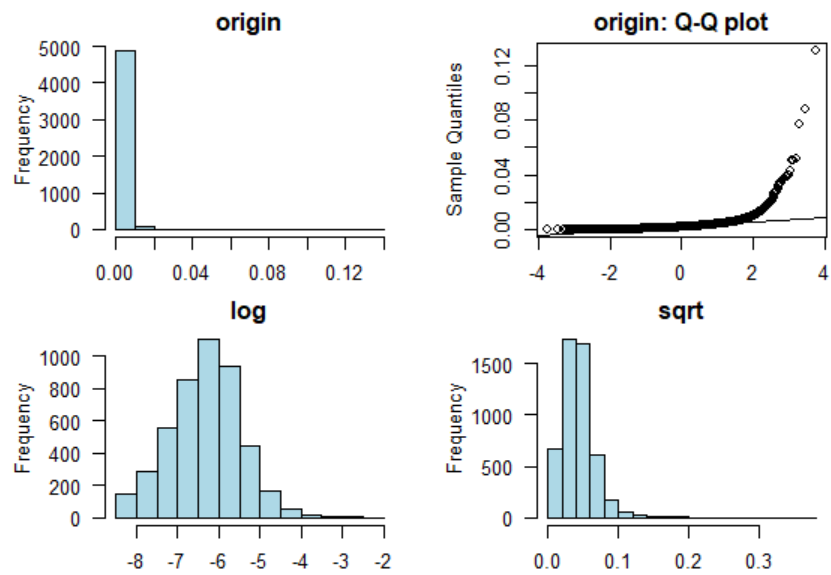 origin
Frequency
5000
4000
3000
2000
1000
0
0.00 0.04 0.08 0.12
origin: Q-Q plot
Sample Quantiles
0.12
0.08
0.04
0.00
-4 -2 0 2 4
log
Frequency
1000
800
600
400
200
0
-8 -7 -6 -5 -4 -3 -2
sqrt
Frequency
1500
1000
500
0
0.0 0.1 0.2 0.3